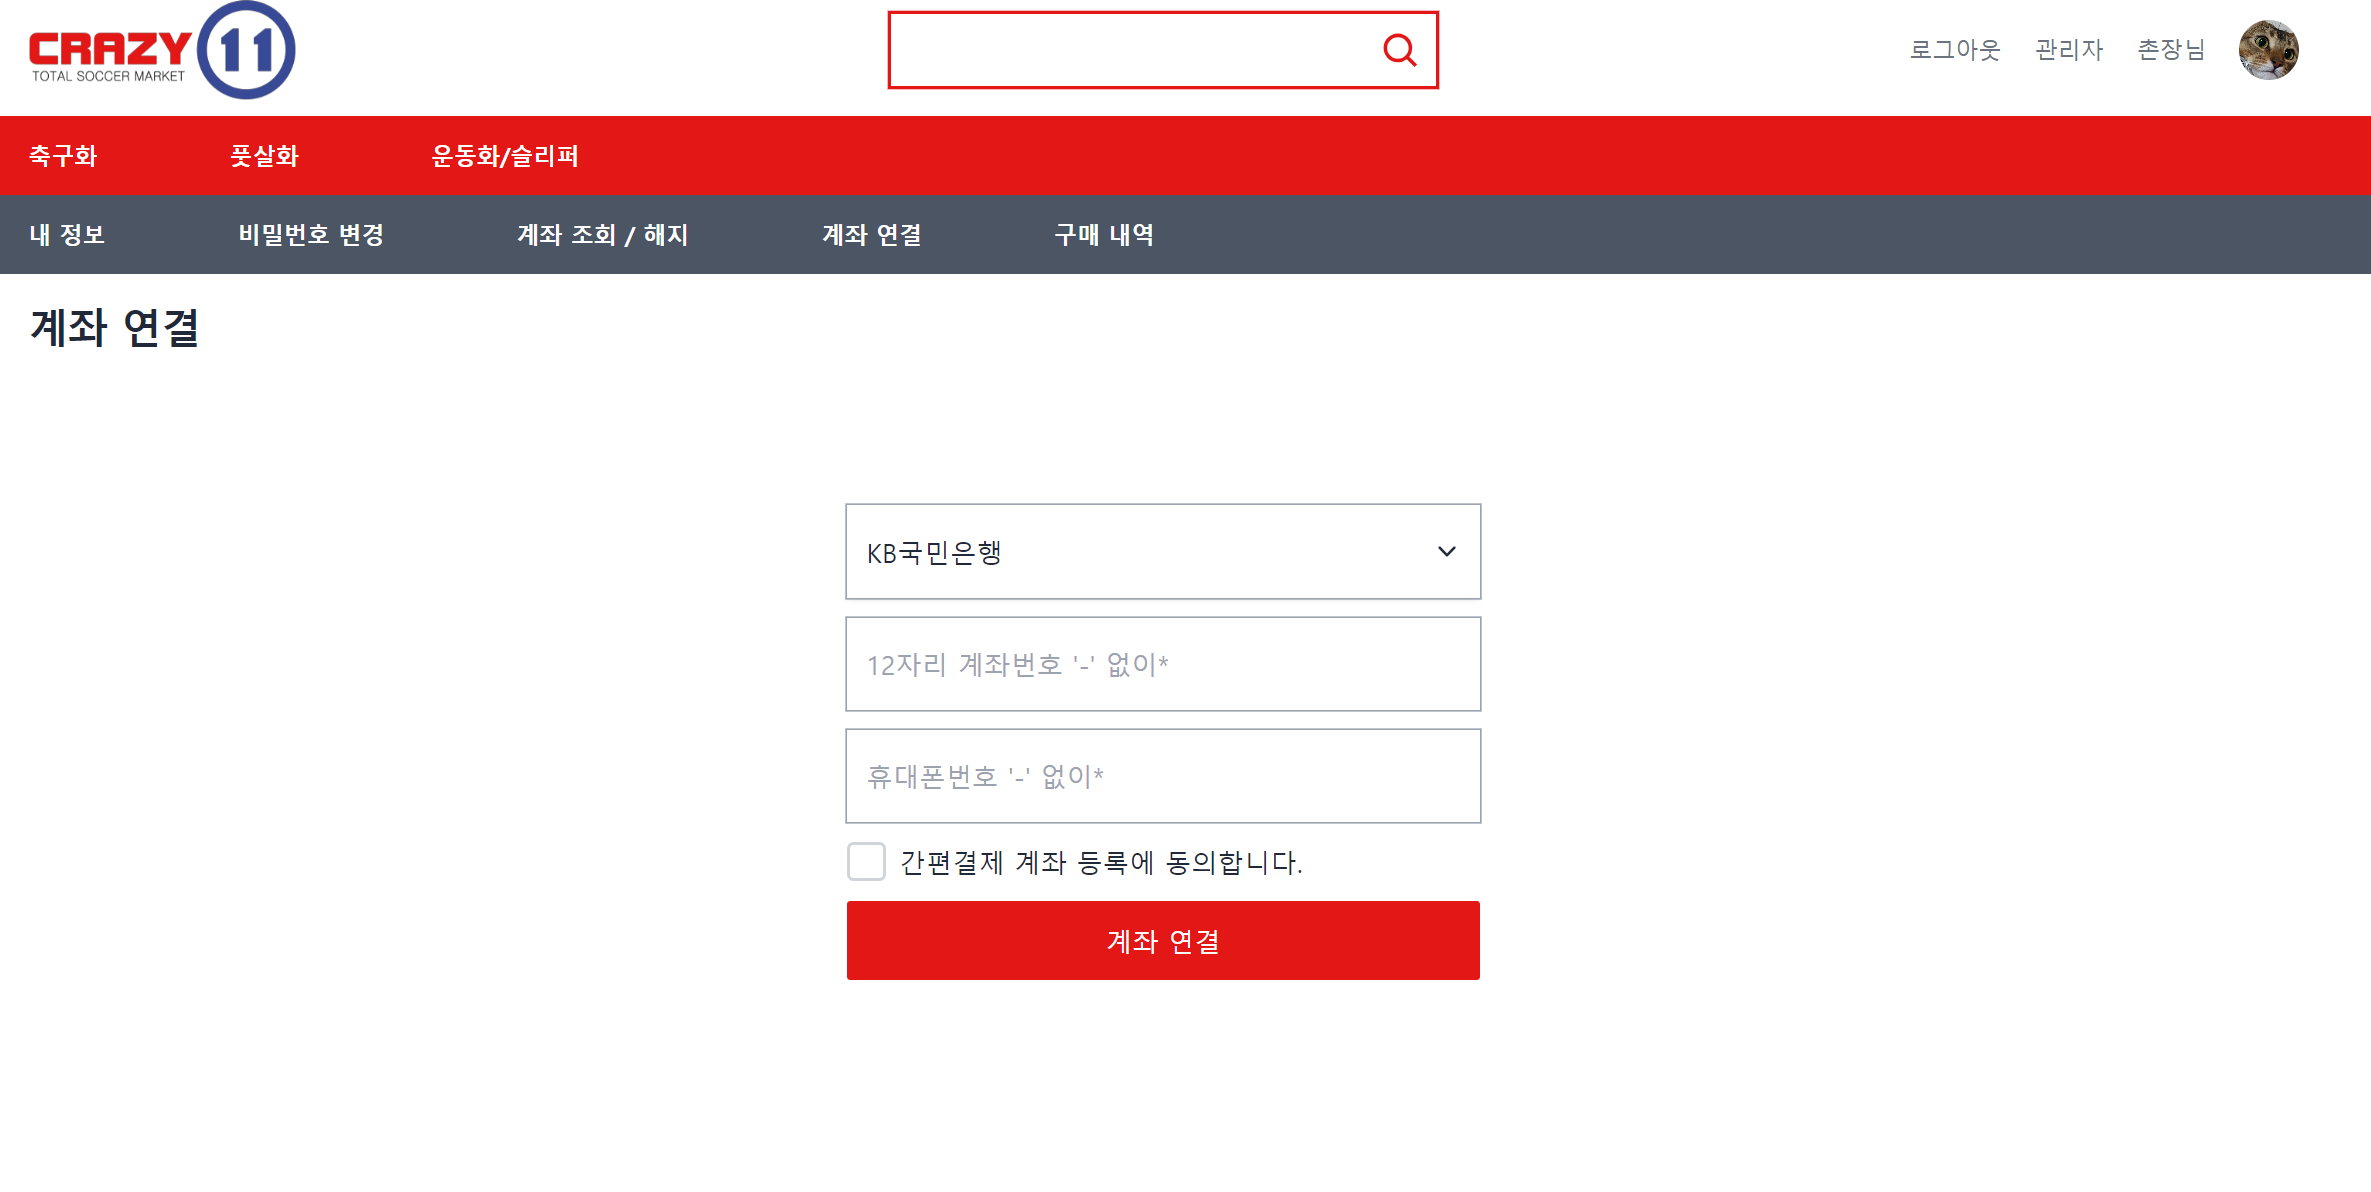 CRAZY 11
TOTAL SOCCER MARKET
로그아웃 관리자 촌장님
축구화 풋살화 운동화/슬리퍼
내 정보 비밀번호 변경 계좌 조회 / 해지 계좌 연결 구매 내역
계좌 연결
KB국민은행
12자리 계좌번호 '-' 없이*
휴대폰번호 '-' 없이*
간편결제 계좌 등록에 동의합니다.
계좌 연결